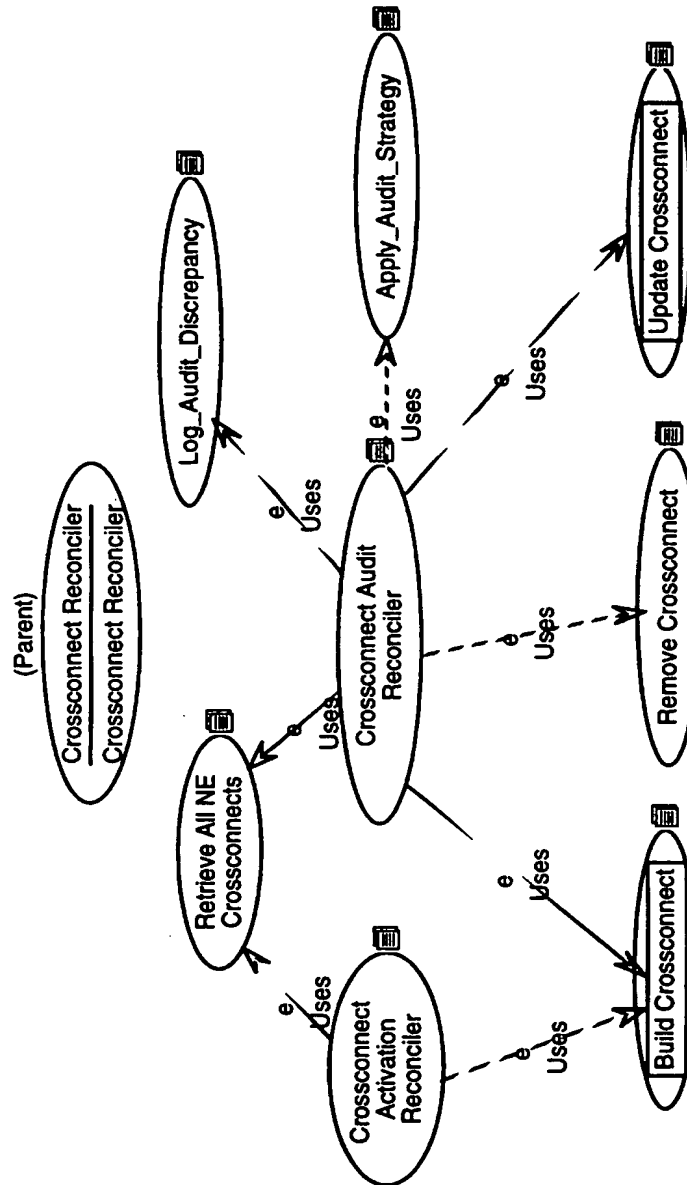 (Parent)
Crossconnect Reconciler
Crossconnect Reconciler
Log_Audit_Discrepancy
Retrieve All NE
Crossconnects
e
Uses
e
Uses
e
Uses
Crossconnect
Activation
Reconciler
Crossconnect Audit
Reconciler
e
Uses
Apply_Audit_Strategy
e
Uses
e
Uses
e
Uses
e
Uses
Build Crossconnect
Remove Crossconnect
Update Crossconnect